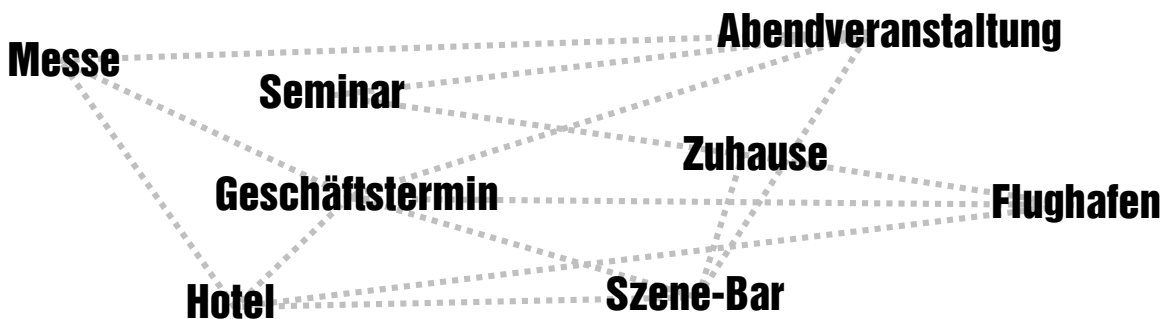 Abendveranstaltung
Messe
Seminar
Zuhause
Geschäftstermin
Flughafen
Hotel
Szene-Bar